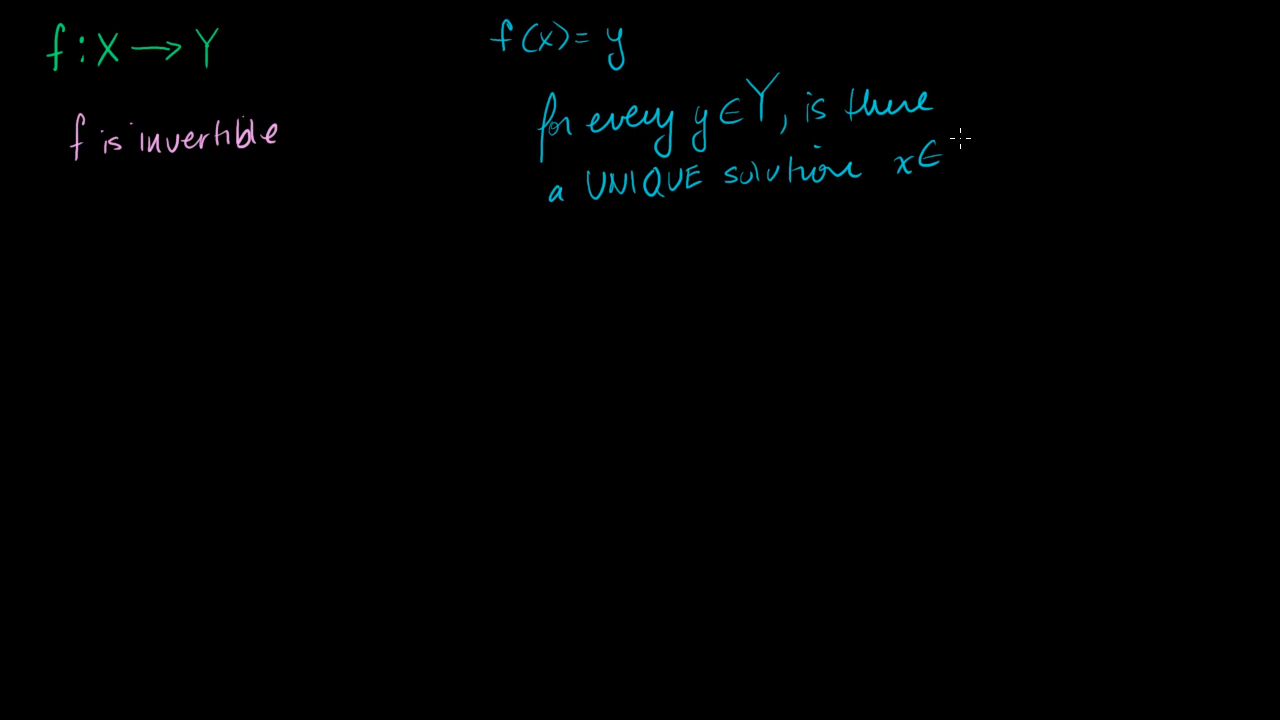 f : X → Y
f is invertible
f(x) = y
for every y ∈ Y, is there
a UNIQUE solution x ∈